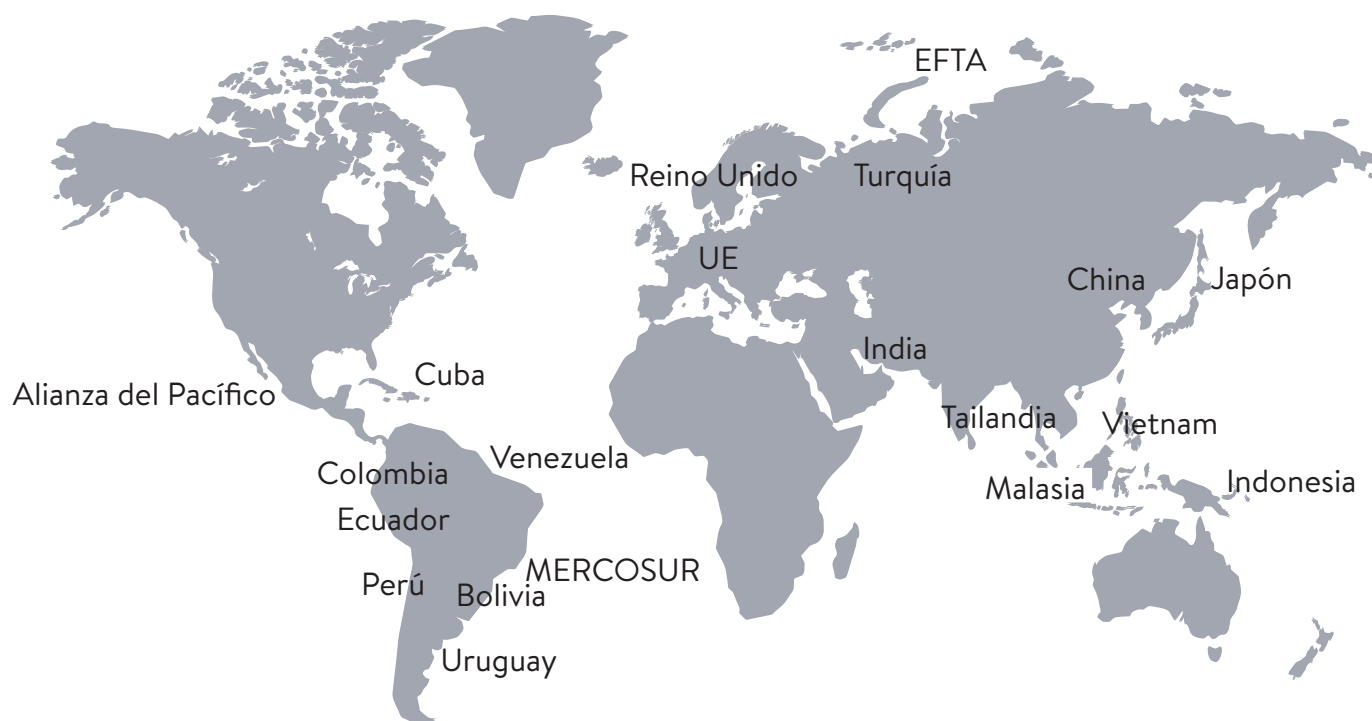 EFTA
Reino Unido
Turquía
UE
China
Japón
India
Cuba
Alianza del Pacífico
Tailandia
Vietnam
Venezuela
Colombia
Malasia
Indonesia
Ecuador
MERCOSUR
Perú
Bolivia
Uruguay